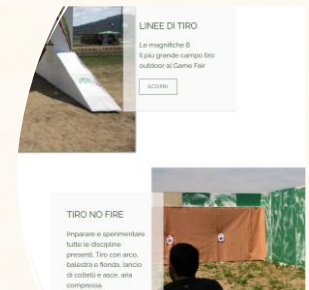 LINEE DI TIRO
Le magnifiche 8
Il più grande campo tiro
outdoor al Game Fair
SCOPRI
TIRO NO FIRE
Imparare e sperimentare
tutte le discipline
presenti. Tiro con arco,
balestra e fionda, lancio
di coltelli e asce, aria
compressa